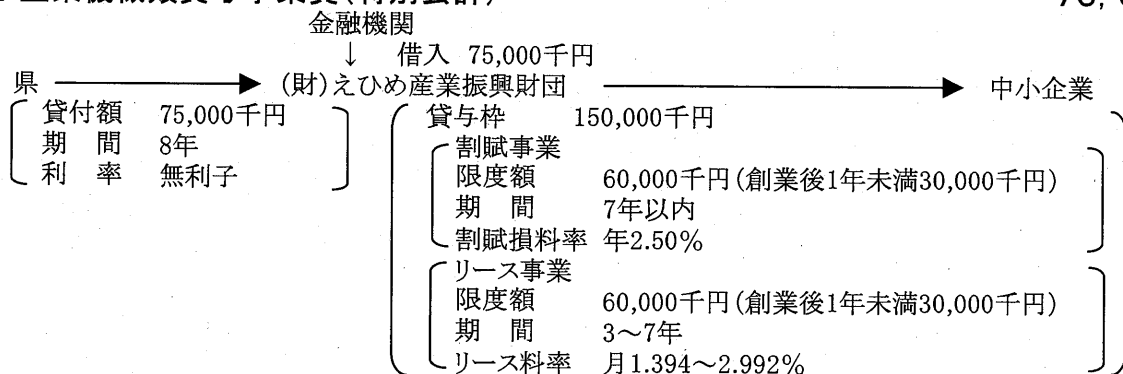 金融機関
↓ 借入 75,000千円
県 → (財)えひめ産業振興財団 → 中小企業
貸付額 75,000千円
期 間 8年
利 率 無利子
貸与枠 150,000千円
割賦事業
限度額 60,000千円(創業後1年未満30,000千円)
期 間 7年以内
割賦損料率 年2.50%
リース事業
限度額 60,000千円(創業後1年未満30,000千円)
期 間 3～7年
リース料率 月1.394～2.992%